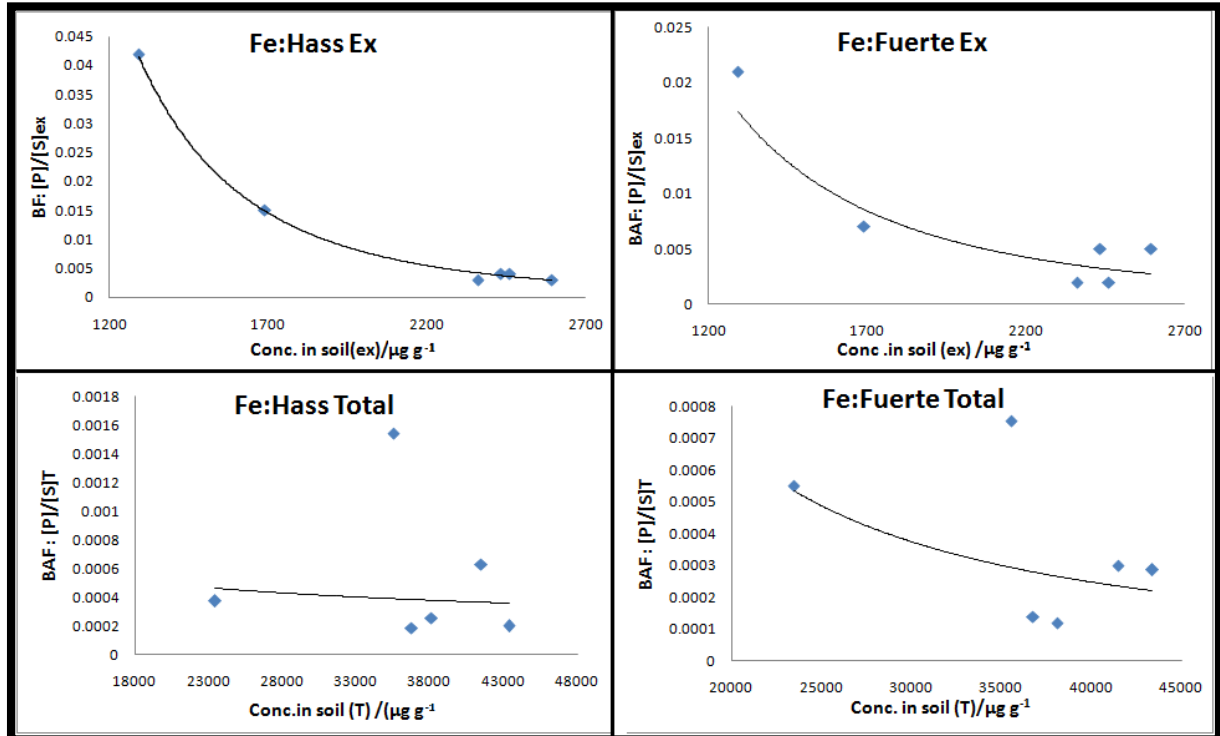 Fe:Hass Ex
BF: [P]/[S]ex
0.045
0.04
0.035
0.03
0.025
0.02
0.015
0.01
0.005
0
1200 1700 2200 2700
Conc. in soil(ex)/µg g⁻¹
Fe:Fuerte Ex
BAF: [P]/[S]ex
0.025
0.02
0.015
0.01
0.005
0
1200 1700 2200 2700
Conc .in soil (ex) /µg g⁻¹
Fe:Hass Total
BAF : [P]/[S]T
0.0018
0.0016
0.0014
0.0012
0.001
0.0008
0.0006
0.0004
0.0002
0
18000 23000 28000 33000 38000 43000 48000
Conc.in soil (T) /(µg g⁻¹
Fe:Fuerte Total
BAF : [P]/[S]T
0.0008
0.0007
0.0006
0.0005
0.0004
0.0003
0.0002
0.0001
0
20000 25000 30000 35000 40000 45000
Conc. in soil (T)/µg g⁻¹